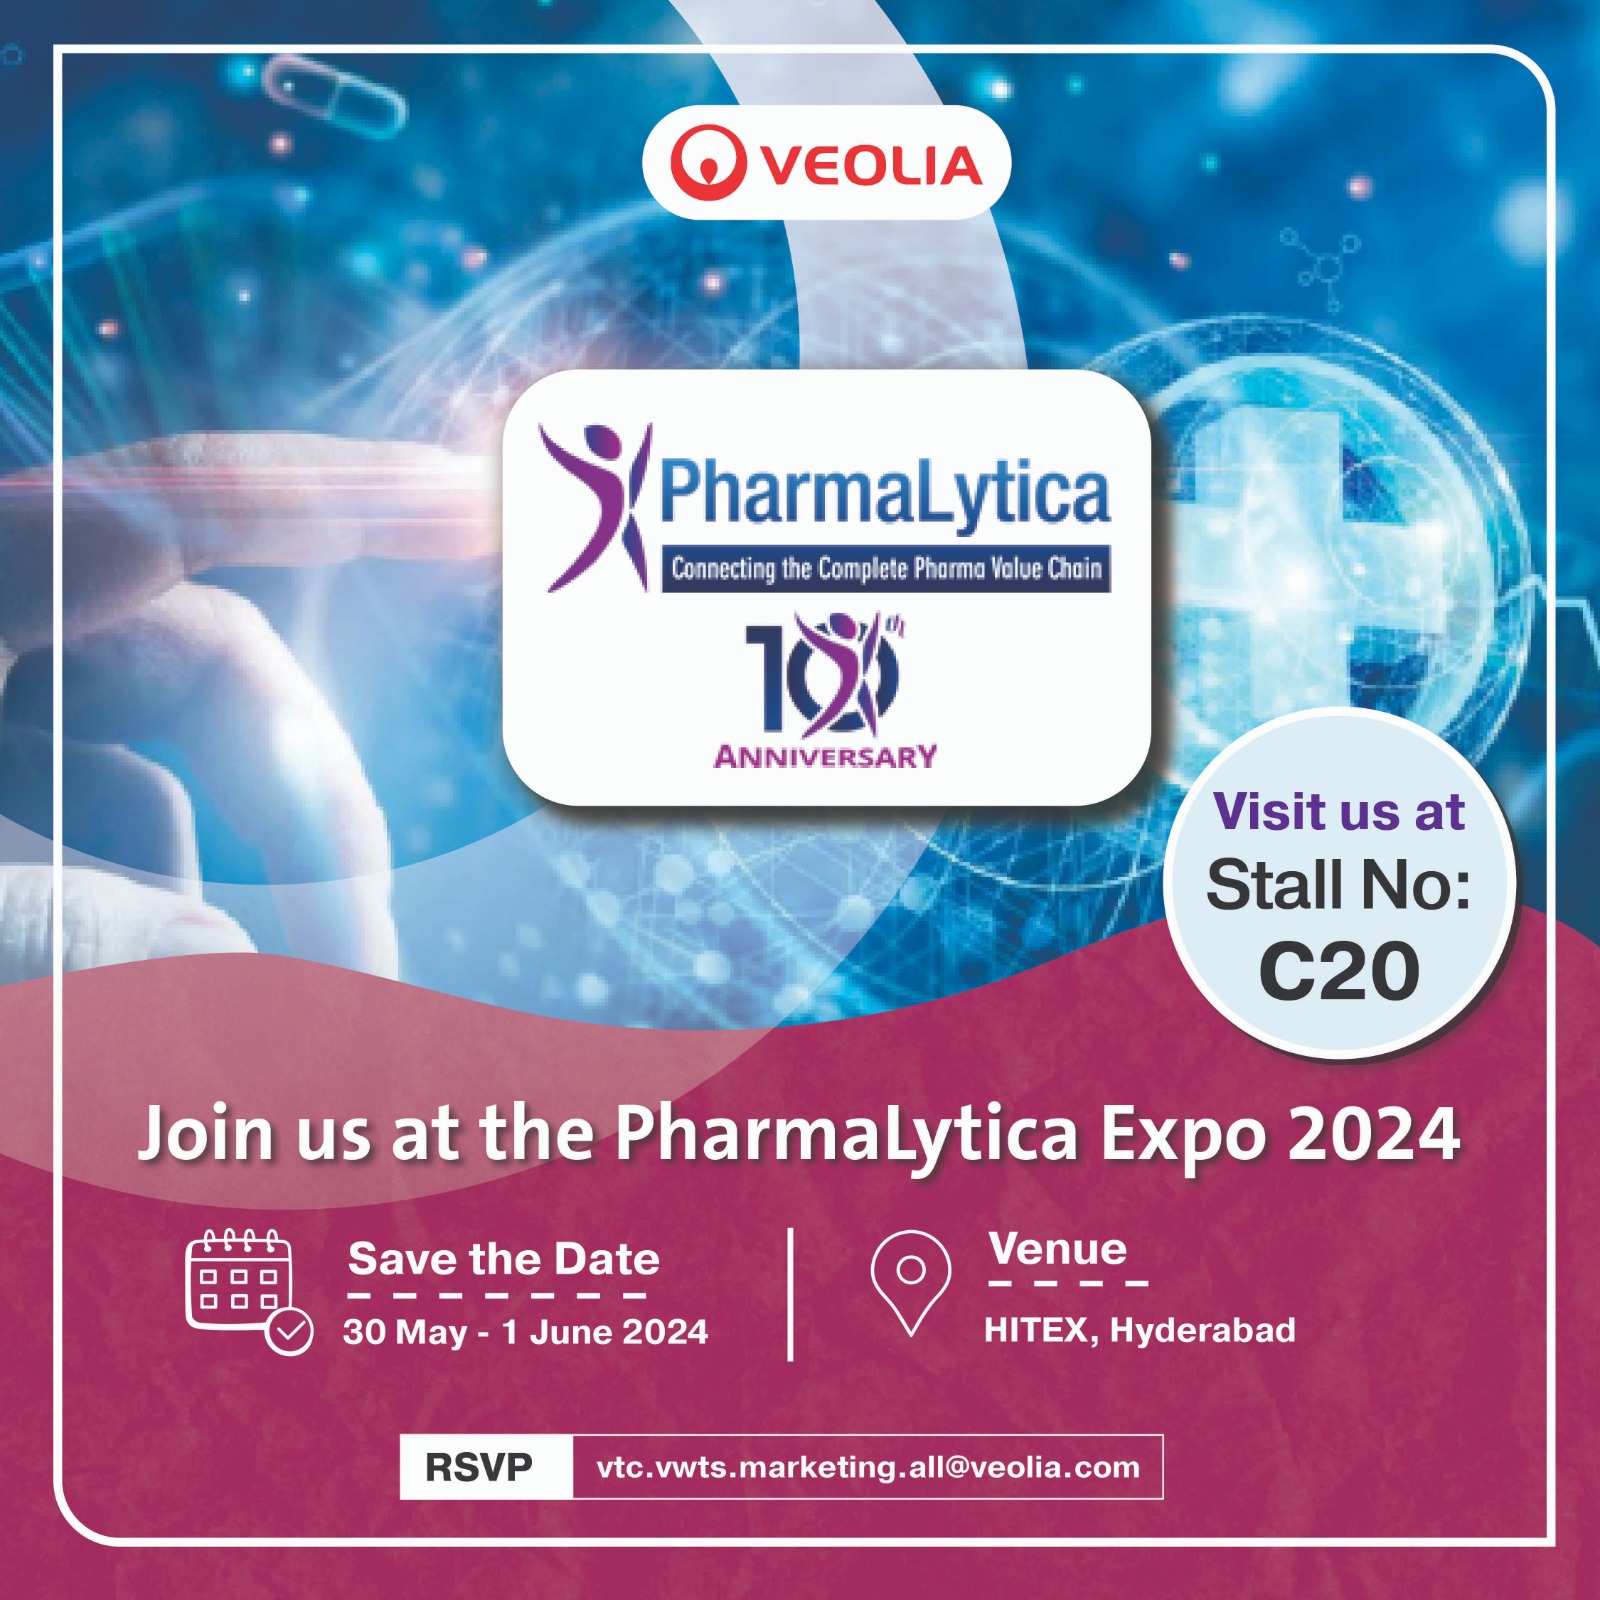 VEOLIA
PharmaLytica
Connecting the Complete Pharma Value Chain
10th
ANNIVERSARY
Visit us at
Stall No:
C20
Join us at the PharmaLytica Expo 2024
Save the Date
30 May - 1 June 2024
Venue
HITEX, Hyderabad
RSVP
vtc.vwts.marketing.all@veolia.com